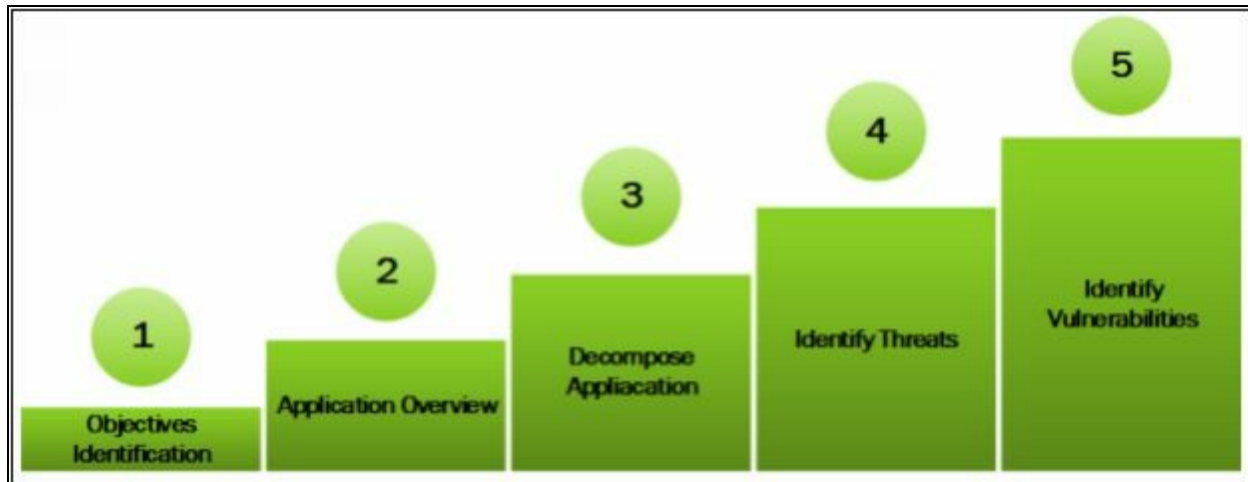 1
Objectives
Identification
2
Application Overview
3
Decompose
Appliacation
4
Identify Threats
5
Identify
Vulnerabilities